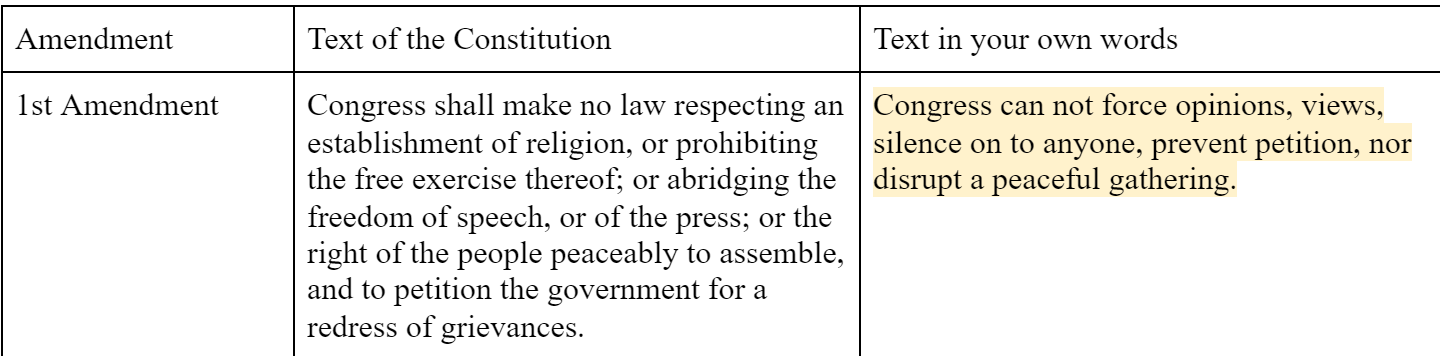 Amendment
Text of the Constitution
Text in your own words
1st Amendment
Congress shall make no law respecting an
establishment of religion, or prohibiting
the free exercise thereof; or abridging the
freedom of speech, or of the press; or the
right of the people peaceably to assemble,
and to petition the government for a
redress of grievances.
Congress can not force opinions, views,
silence on to anyone, prevent petition, nor
disrupt a peaceful gathering.